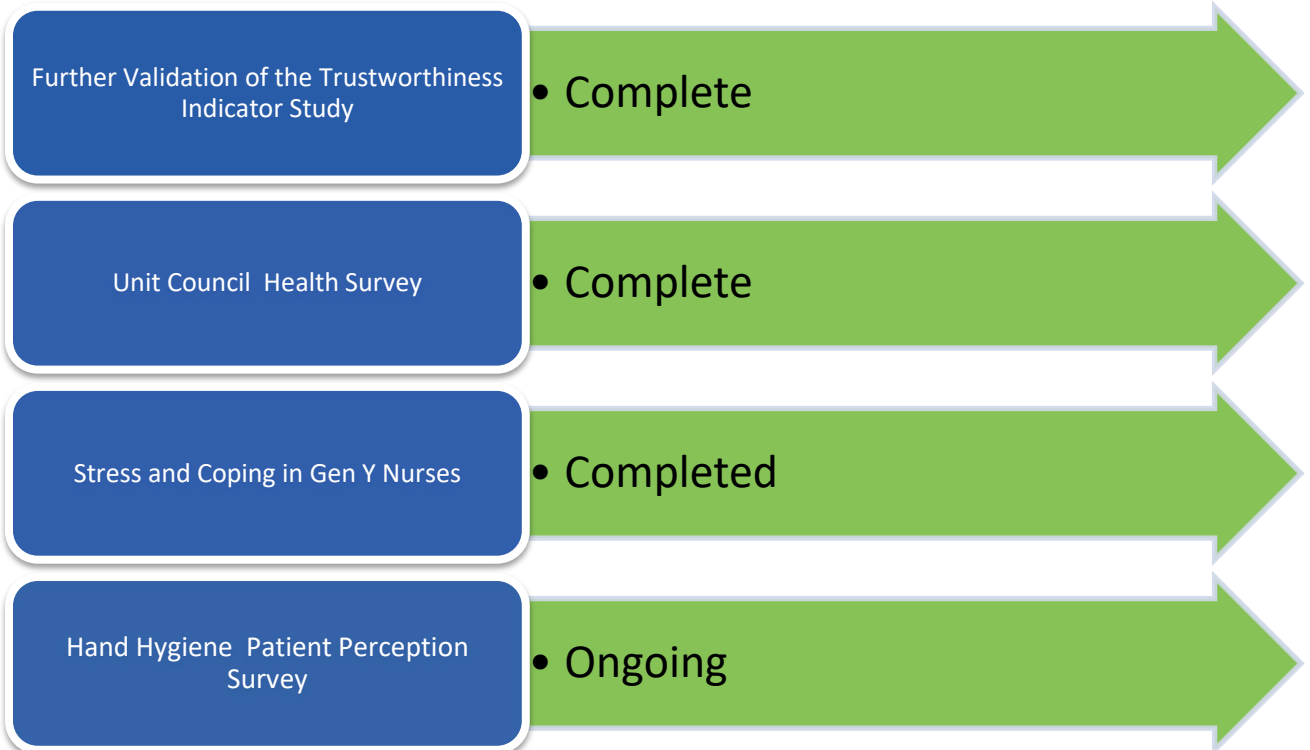 Further Validation of the Trustworthiness
Indicator Study
• Complete
Unit Council  Health Survey
• Complete
Stress and Coping in Gen Y Nurses
• Completed
Hand Hygiene  Patient Perception
Survey
• Ongoing